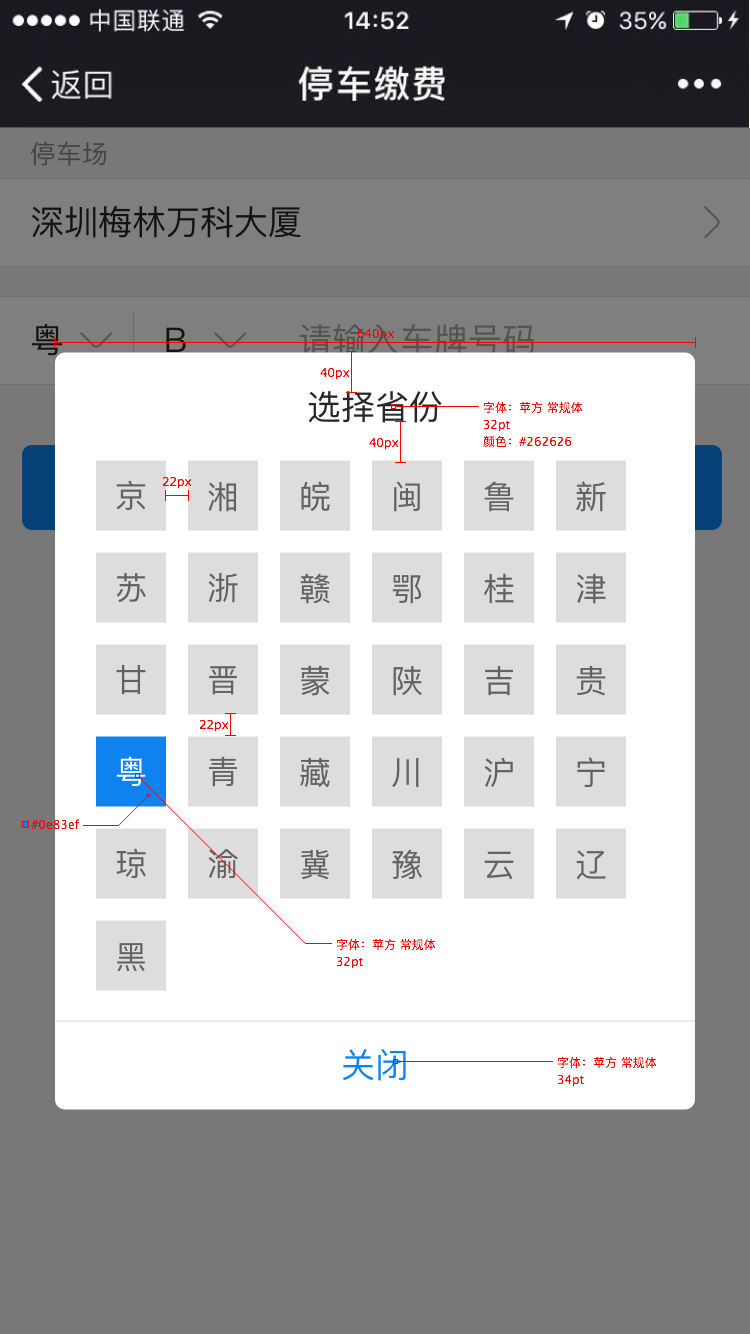 中国联通 14:52 35%
返回 停车缴费
停车场
深圳梅林万科大厦
粤 B 请输入车牌号码
640px
40px
选择省份
字体：苹方 常规体
32pt
颜色：#262626
40px
22px
京 湘 皖 闽 鲁 新
苏 浙 赣 鄂 桂 津
甘 晋 蒙 陕 吉 贵
22px
粤 青 藏 川 沪 宁
#0e83ef
琼 渝 冀 豫 云 辽
字体：苹方 常规体
32pt
黑
关闭
字体：苹方 常规体
34pt